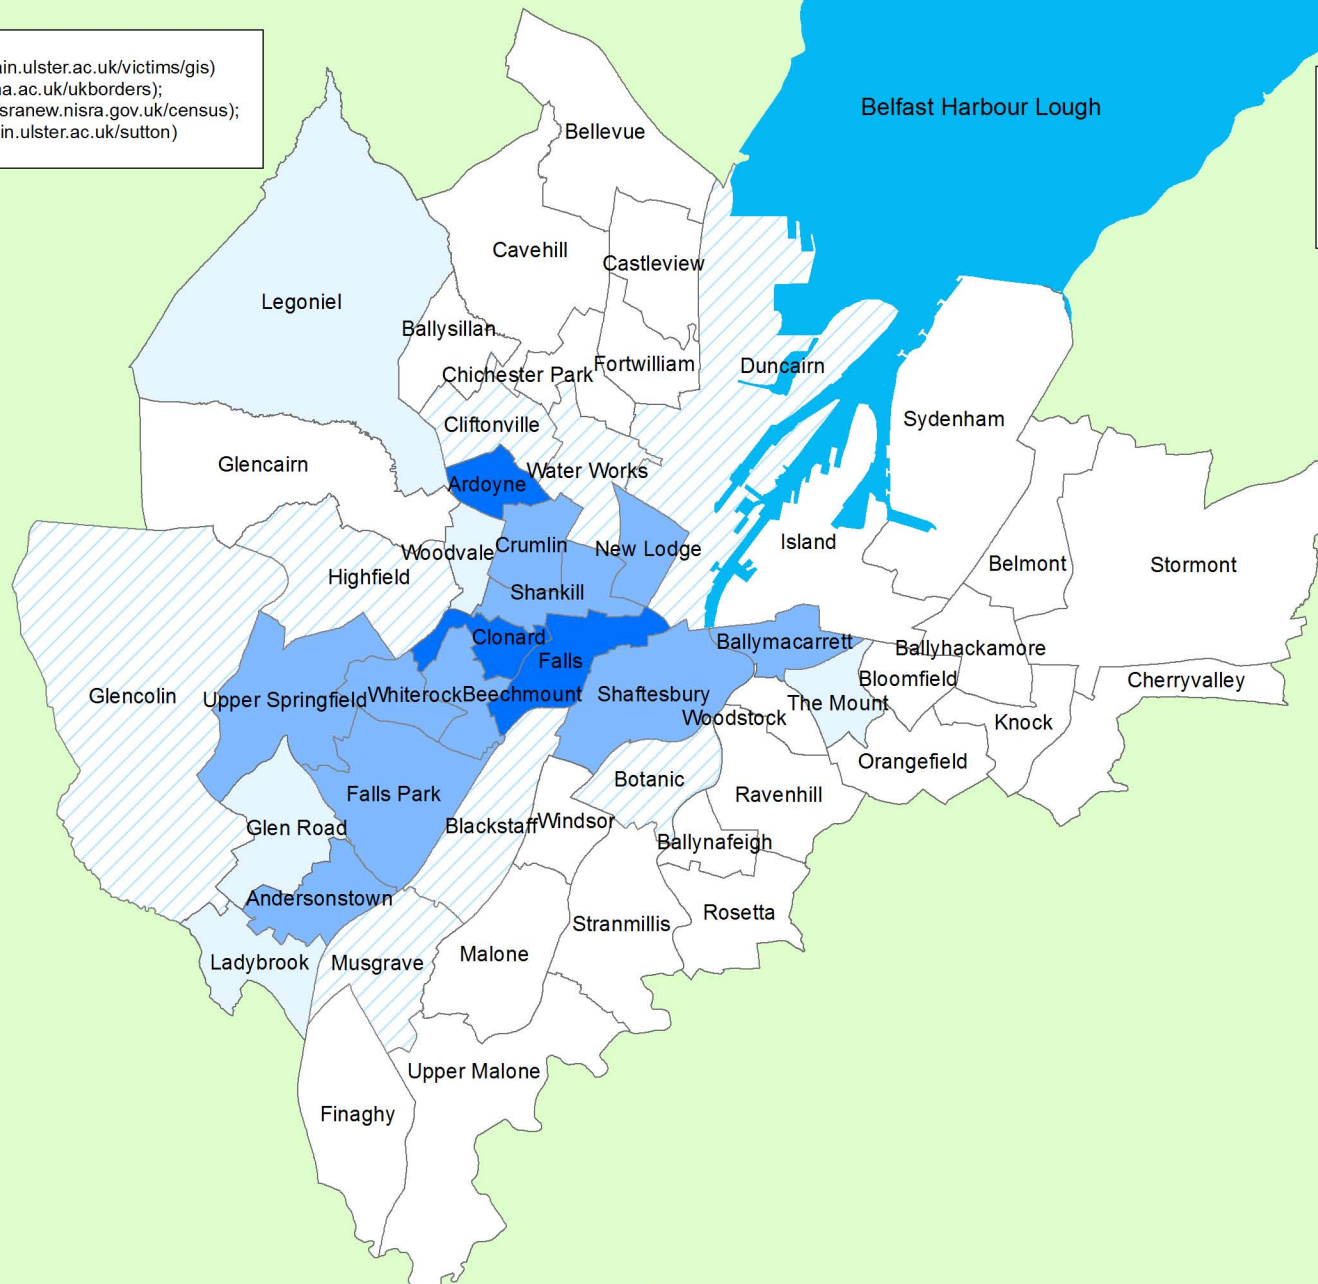 in.ulster.ac.uk/victims/gis)
a.ac.uk/ukborders);
sranew.nisra.gov.uk/census);
in.ulster.ac.uk/sutton)
Belfast Harbour Lough
Bellevue
Cavehill
Castleview
Legoniel
Ballysillan
Chichester Park
Fortwilliam
Duncairn
Sydenham
Cliftonville
Glencairn
Water Works
Ardoyne
Woodvale
Crumlin
New Lodge
Island
Belmont
Stormont
Highfield
Shankill
Clonard
Falls
Ballymacarrett
Ballyhackamore
Bloomfield
Cherryvalley
Glencolin
Upper Springfield
Whiterock
Beechmount
Shaftesbury
The Mount
Woodstock
Knock
Orangefield
Botanic
Falls Park
Ravenhill
Glen Road
Blackstaff
Windsor
Ballynafeigh
Andersonstown
Rosetta
Stranmillis
Ladybrook
Musgrave
Malone
Upper Malone
Finaghy